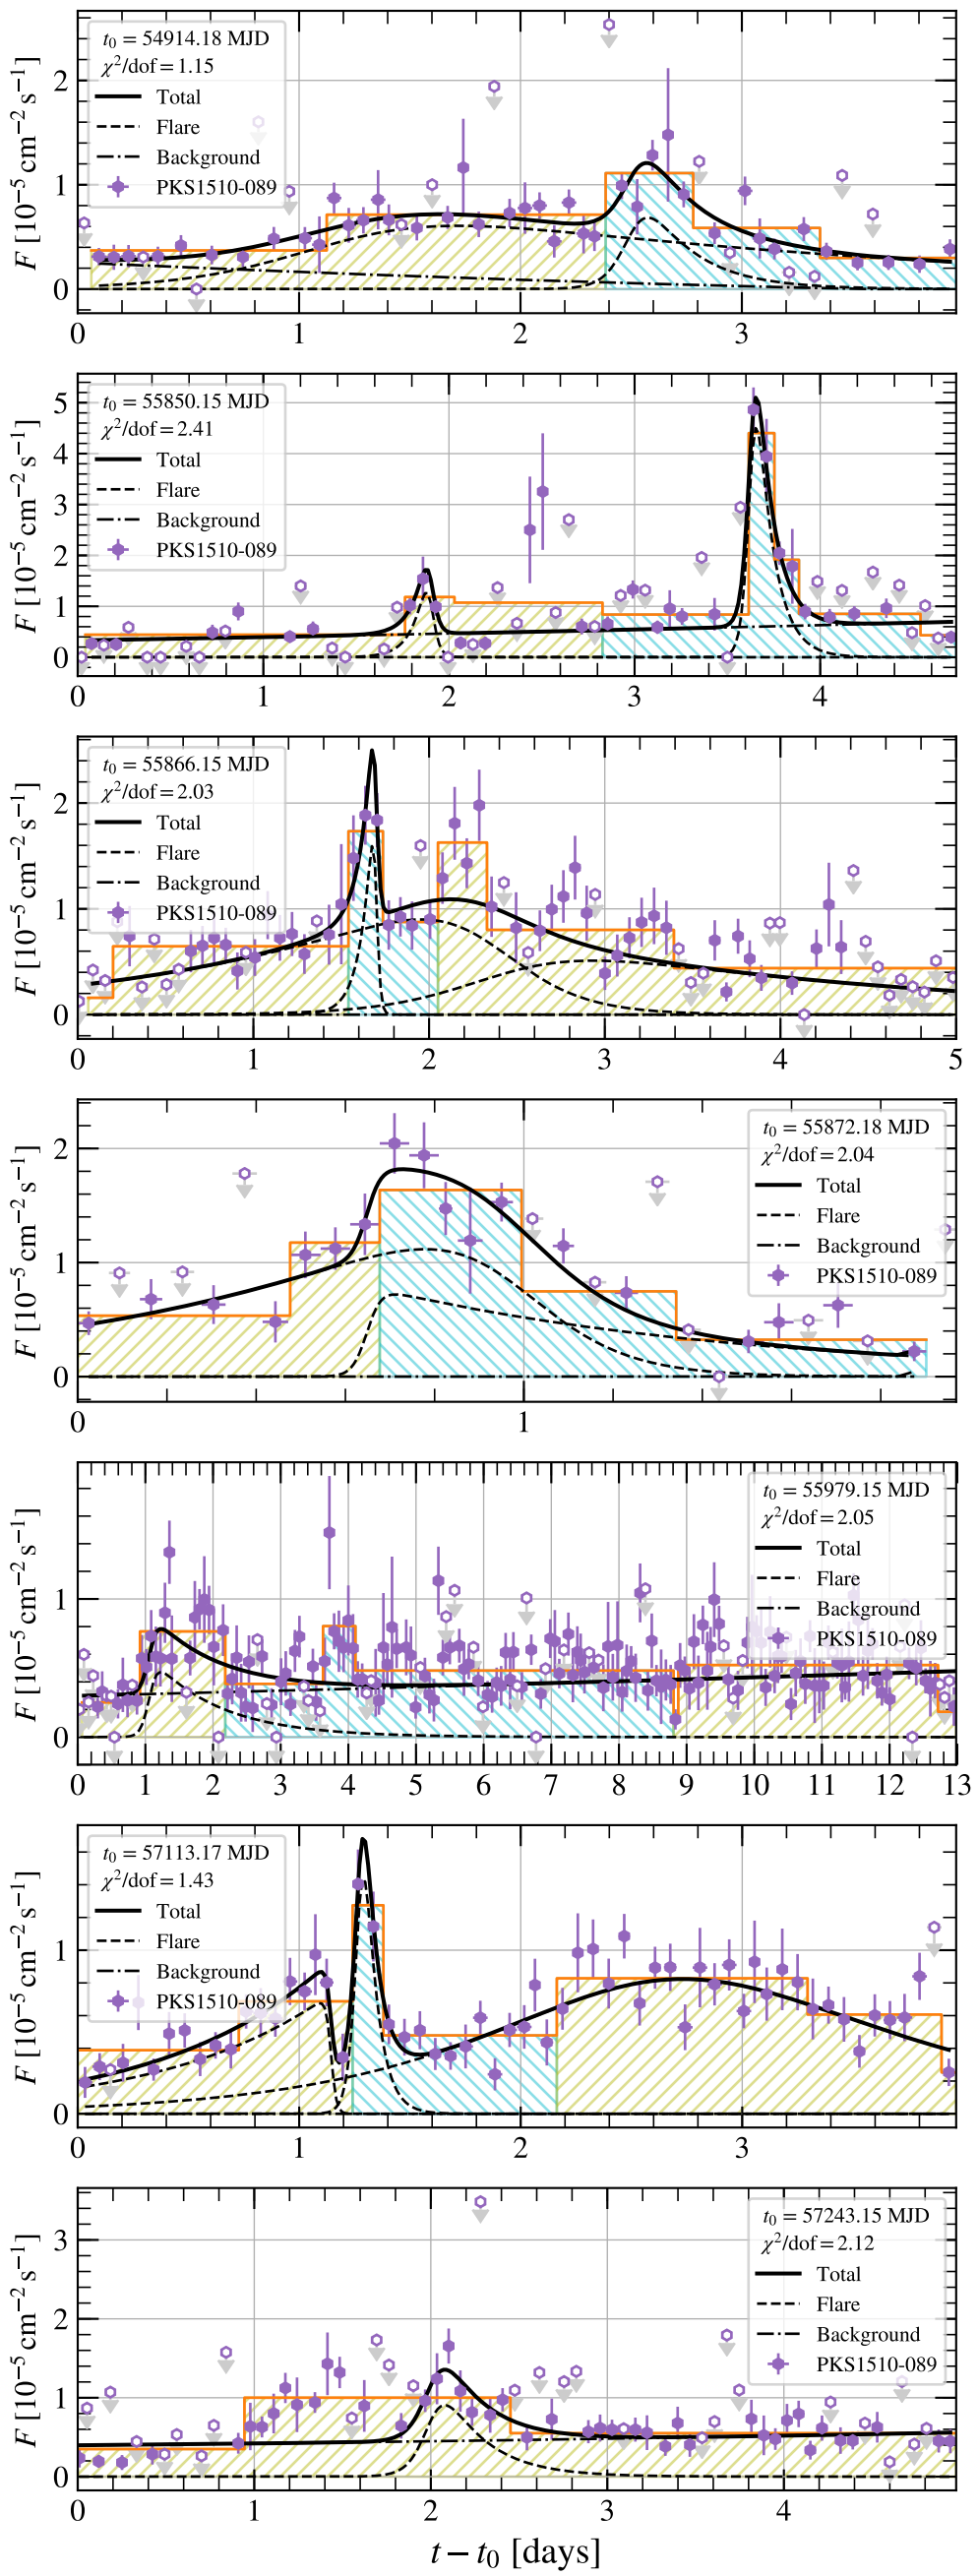 t₀ = 54914.18 MJD
χ²/dof = 1.15
Total
Flare
Background
PKS1510-089
F [10⁻⁵ cm⁻² s⁻¹]
2
1
0
0 1 2 3
t₀ = 55850.15 MJD
χ²/dof = 2.41
Total
Flare
Background
PKS1510-089
F [10⁻⁵ cm⁻² s⁻¹]
5
4
3
2
1
0
0 1 2 3 4
t₀ = 55866.15 MJD
χ²/dof = 2.03
Total
Flare
Background
PKS1510-089
F [10⁻⁵ cm⁻² s⁻¹]
2
1
0
0 1 2 3 4 5
t₀ = 55872.18 MJD
χ²/dof = 2.04
Total
Flare
Background
PKS1510-089
F [10⁻⁵ cm⁻² s⁻¹]
2
1
0
0 1
t₀ = 55979.15 MJD
χ²/dof = 2.05
Total
Flare
Background
PKS1510-089
F [10⁻⁵ cm⁻² s⁻¹]
1
0
0 1 2 3 4 5 6 7 8 9 10 11 12 13
t₀ = 57113.17 MJD
χ²/dof = 1.43
Total
Flare
Background
PKS1510-089
F [10⁻⁵ cm⁻² s⁻¹]
1
0
0 1 2 3
t₀ = 57243.15 MJD
χ²/dof = 2.12
Total
Flare
Background
PKS1510-089
F [10⁻⁵ cm⁻² s⁻¹]
3
2
1
0
0 1 2 3 4
t − t₀ [days]